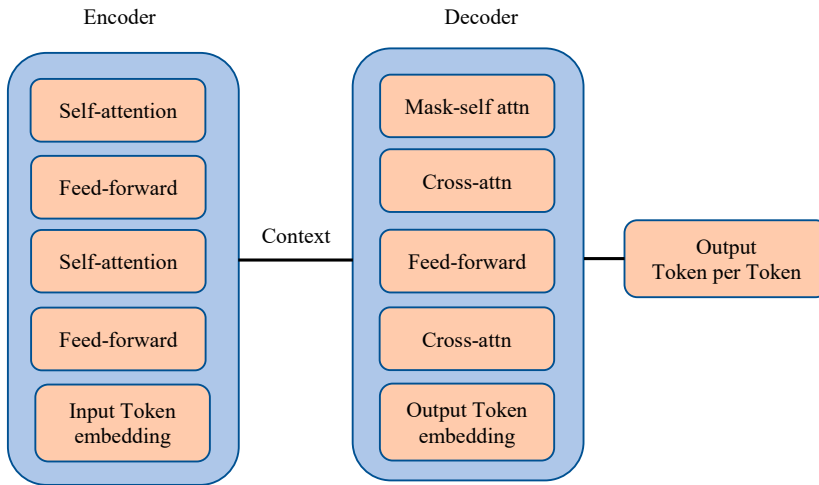 Encoder
Self-attention
Feed-forward
Self-attention
Feed-forward
Input Token
embedding
Context
Decoder
Mask-self attn
Cross-attn
Feed-forward
Cross-attn
Output Token
embedding
Output
Token per Token